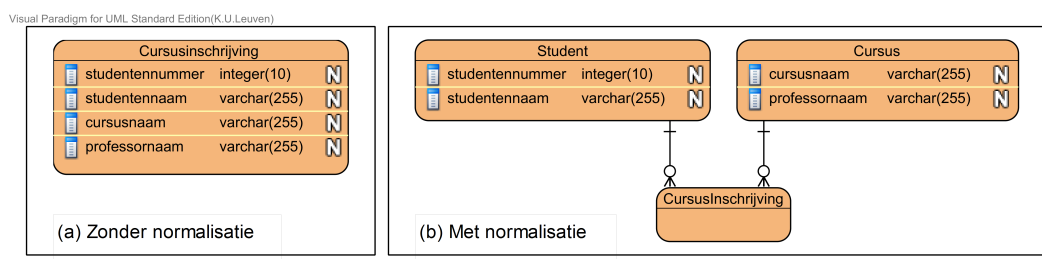 Visual Paradigm for UML Standard Edition(K.U.Leuven)
Cursusinschrijving
studentennummer integer(10) N
studentennaam varchar(255) N
cursusnaam varchar(255) N
professornaam varchar(255) N
(a) Zonder normalisatie
Student
studentennummer integer(10) N
studentennaam varchar(255) N
Cursus
cursusnaam varchar(255) N
professornaam varchar(255) N
CursusInschrijving
(b) Met normalisatie